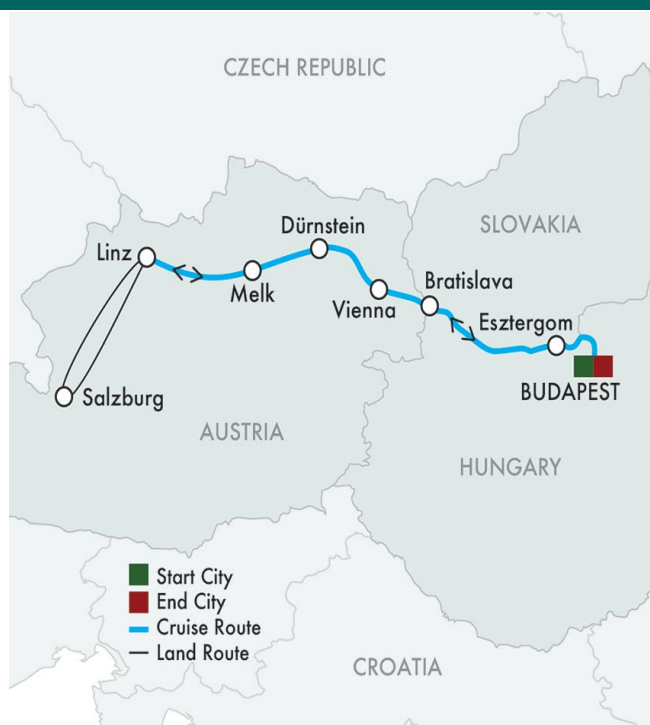 CZECH REPUBLIC
SLOVAKIA
Dürnstein
Linz
Melk
Bratislava
Vienna
Esztergom
BUDAPEST
Salzburg
AUSTRIA
HUNGARY
Start City
End City
Cruise Route
Land Route
CROATIA